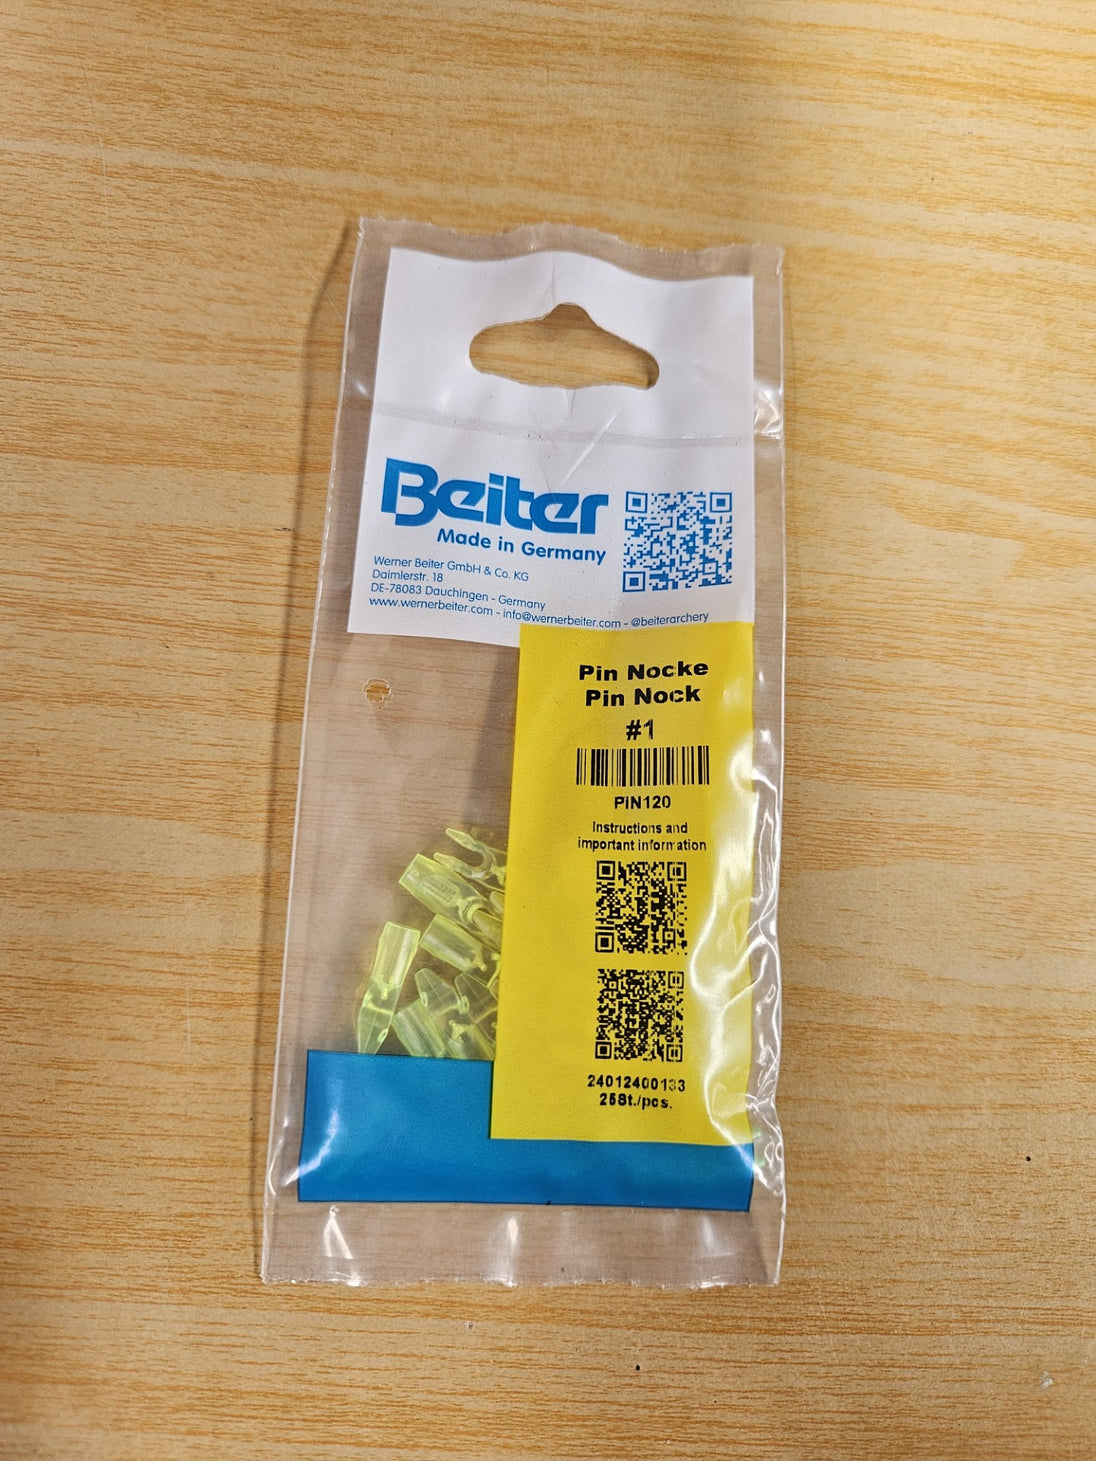 Beiter
Made in Germany
Werner Beiter GmbH & Co. KG
Daimlerstr. 18
DE-78083 Dauchingen - Germany
www.wernerbeiter.com - info@wernerbeiter.com - @beiterarchery
Pin Nocke
Pin Nock
#1
PIN120
Instructions and
important information
24012400133
25St./pcs.